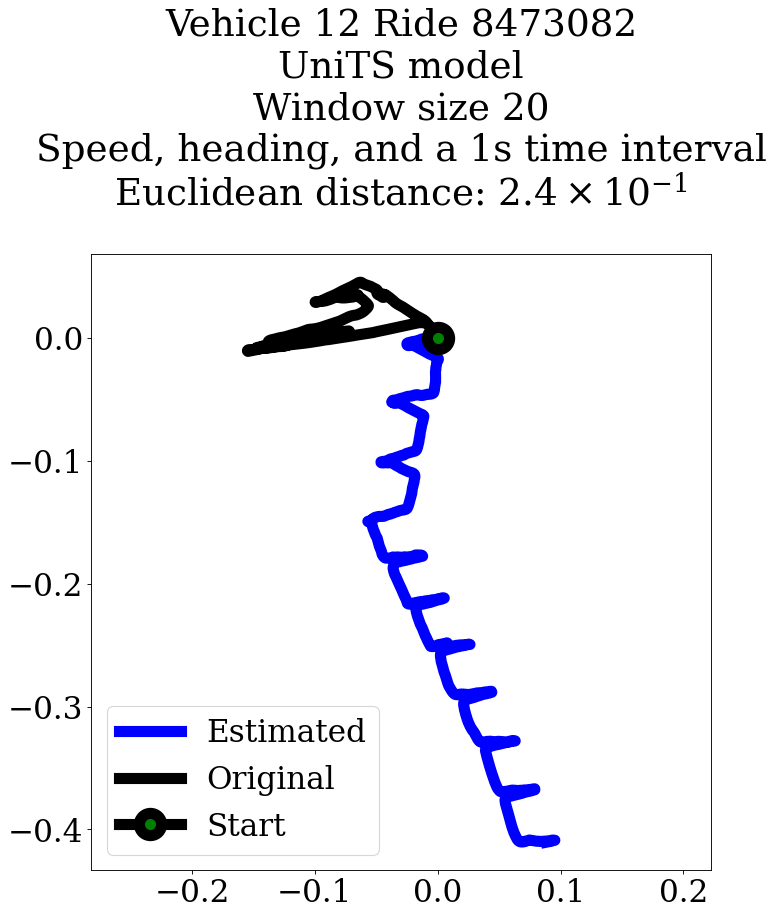 Vehicle 12 Ride 8473082
UniTS model
Window size 20
Speed, heading, and a 1s time interval
Euclidean distance: 2.4 × 10⁻¹
0.0
−0.1
−0.2
−0.3
−0.4
Estimated
Original
Start
−0.2 −0.1 0.0 0.1 0.2